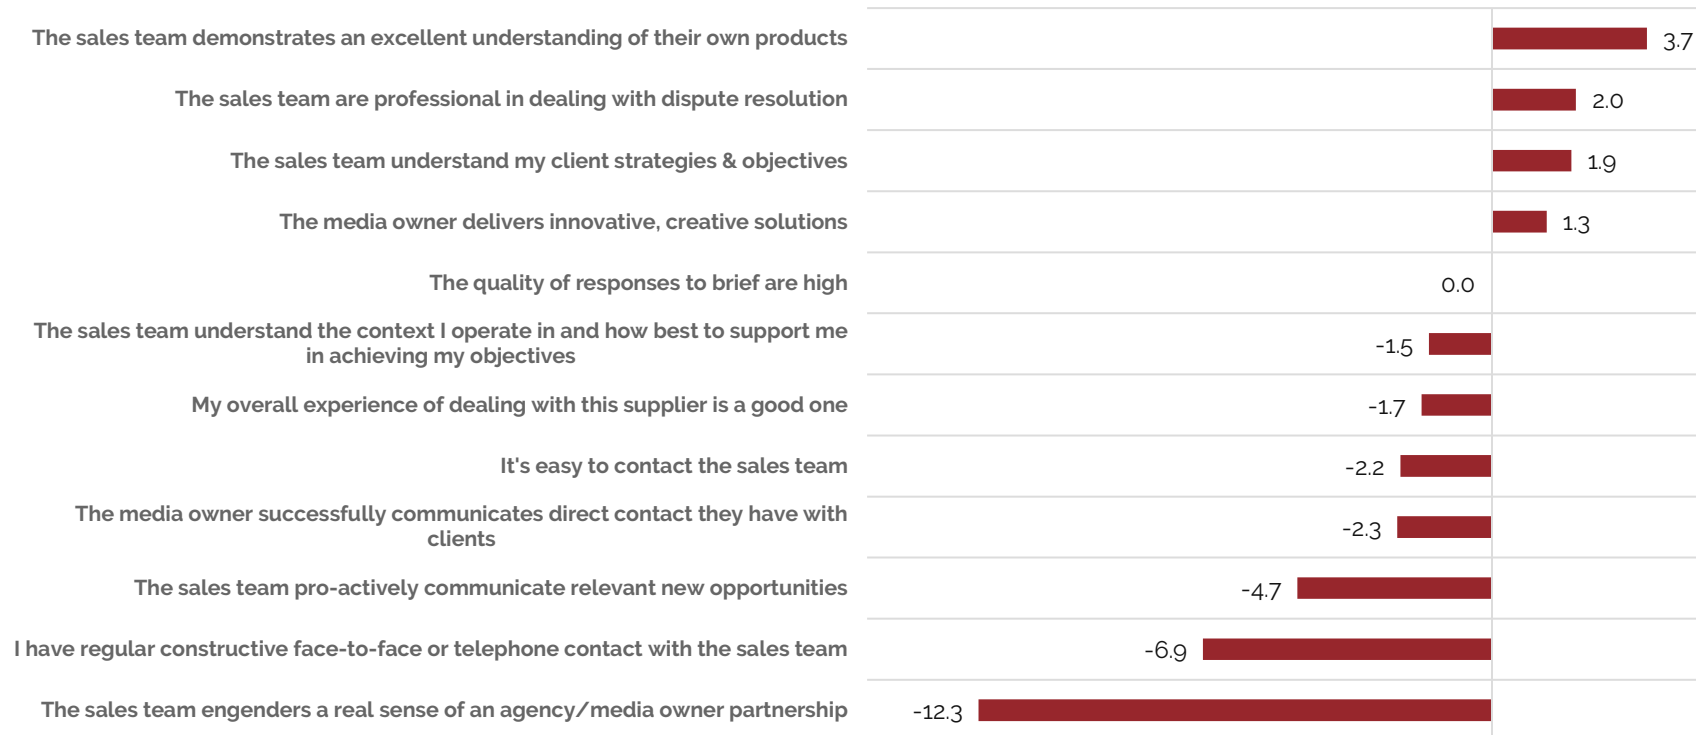 The sales team demonstrates an excellent understanding of their own products
3.7
The sales team are professional in dealing with dispute resolution
2.0
The sales team understand my client strategies & objectives
1.9
The media owner delivers innovative, creative solutions
1.3
The quality of responses to brief are high
0.0
The sales team understand the context I operate in and how best to support me
in achieving my objectives
-1.5
My overall experience of dealing with this supplier is a good one
-1.7
It's easy to contact the sales team
-2.2
The media owner successfully communicates direct contact they have with
clients
-2.3
The sales team pro-actively communicate relevant new opportunities
-4.7
I have regular constructive face-to-face or telephone contact with the sales team
-6.9
The sales team engenders a real sense of an agency/media owner partnership
-12.3